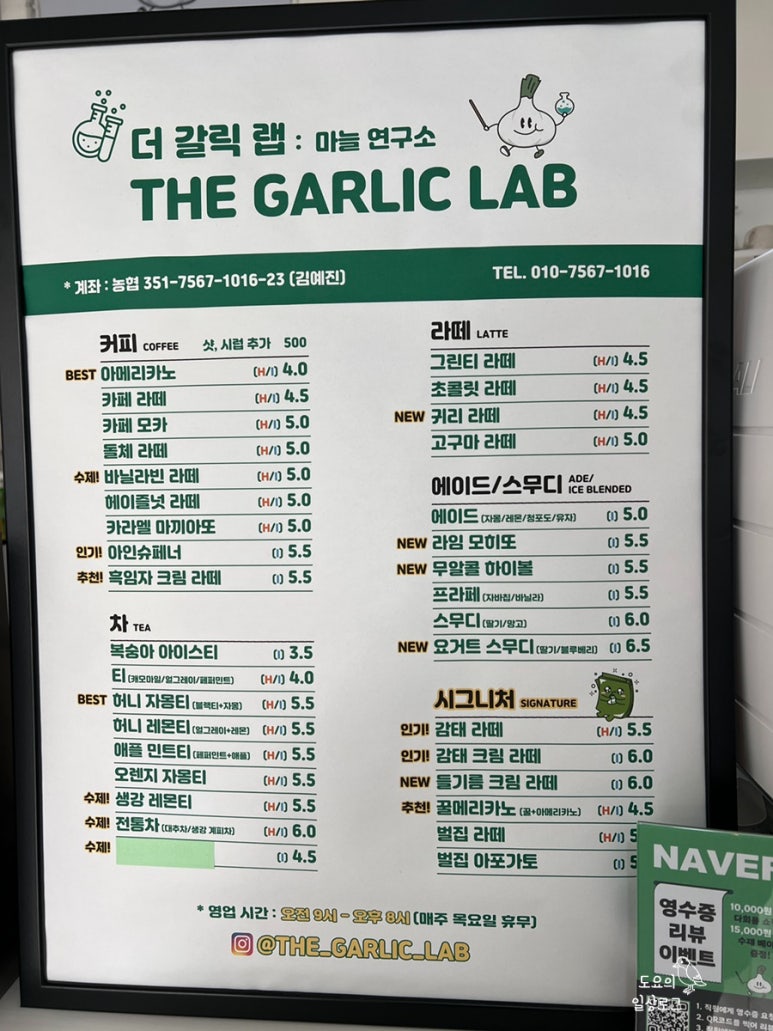 더 갈릭 랩 : 마늘 연구소
THE GARLIC LAB
* 계좌 : 농협 351-7567-1016-23 (김예진)
TEL. 010-7567-1016
커피 COFFEE 샷, 시럽 추가 500
BEST 아메리카노 (H/I) 4.0
카페 라떼 (H/I) 4.5
카페 모카 (H/I) 5.0
돌체 라떼 (H/I) 5.0
수제! 바닐라빈 라떼 (H/I) 5.0
헤이즐넛 라떼 (H/I) 5.0
카라멜 마끼아또 (H/I) 5.0
인기! 아인슈페너 (I) 5.5
추천! 흑임자 크림 라떼 (I) 5.5
차 TEA
복숭아 아이스티 (I) 3.5
티 (캐모마일/얼그레이/페퍼민트) (H/I) 4.0
BEST 허니 자몽티 (블랙티+자몽) (H/I) 5.5
허니 레몬티 (얼그레이+레몬) (H/I) 5.5
애플 민트티 (페퍼민트+애플) (H/I) 5.5
오렌지 자몽티 (H/I) 5.5
수제! 생강 레몬티 (H/I) 5.5
수제! 전통차 (대추차/생강 계피차) (H/I) 6.0
수제! (I) 4.5
라떼 LATTE
그린티 라떼 (H/I) 4.5
초콜릿 라떼 (H/I) 4.5
NEW 귀리 라떼 (H/I) 4.5
고구마 라떼 (H/I) 5.0
에이드/스무디 ADE/
ICE BLENDED
에이드 (자몽/레몬/청포도/유자) (I) 5.0
NEW 라임 모히또 (I) 5.5
NEW 무알콜 하이볼 (I) 5.5
프라페 (자바칩/바닐라) (I) 5.5
스무디 (딸기/망고) (I) 6.0
NEW 요거트 스무디 (딸기/블루베리) (I) 6.5
시그니처 SIGNATURE
인기! 감태 라떼 (H/I) 5.5
인기! 감태 크림 라떼 (I) 6.0
NEW 들기름 크림 라떼 (I) 6.0
추천! 꿀메리카노 (꿀+아메리카노) (H/I) 4.5
벌집 라떼 (H/I) 5
벌집 아포가토 (I) 5
* 영업 시간 : 오전 9시 - 오후 8시 (매주 목요일 휴무)
@THE_GARLIC_LAB
NAVER
영수증
리뷰
이벤트
10,000원
15,000원
증정!
도요의
일상로그